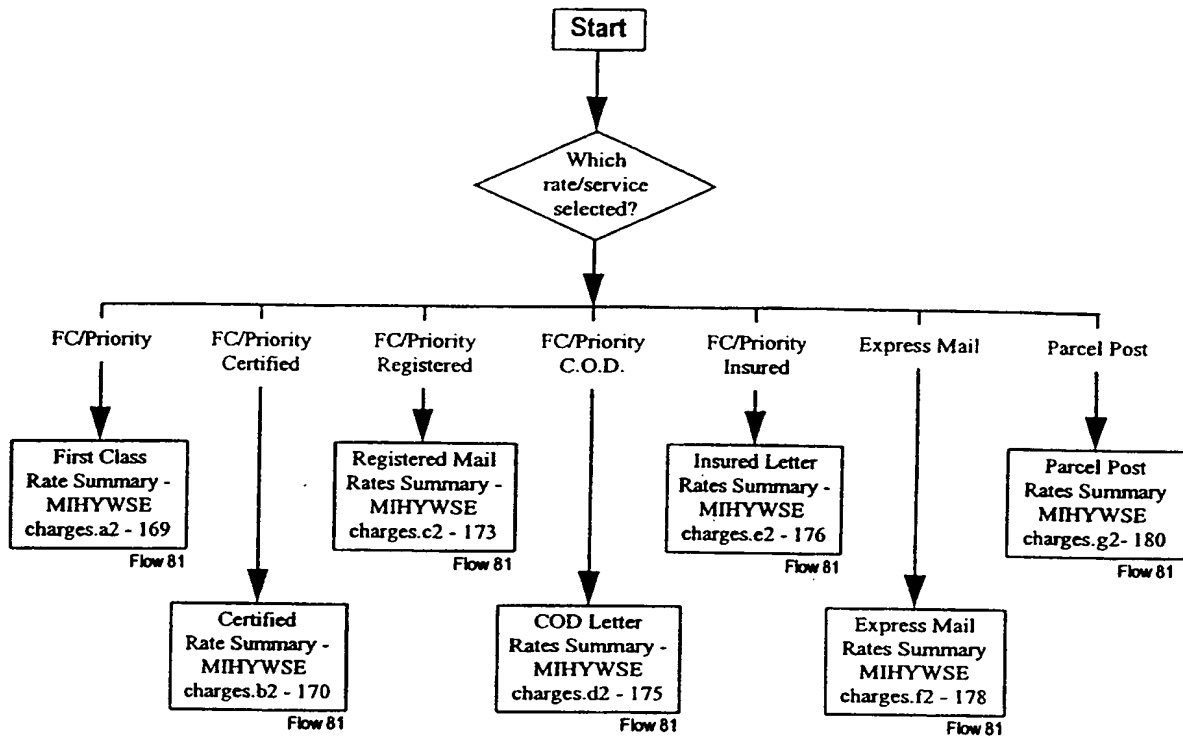 Start
Which
rate/service
selected?
FC/Priority
FC/Priority
Certified
FC/Priority
Registered
FC/Priority
C.O.D.
FC/Priority
Insured
Express Mail
Parcel Post
First Class
Rate Summary -
MIHYWSE
charges.a2 - 169
Flow 81
Registered Mail
Rates Summary -
MIHYWSE
charges.c2 - 173
Flow 81
Insured Letter
Rates Summary -
MIHYWSE
charges.e2 - 176
Flow 81
Parcel Post
Rates Summary
MIHYWSE
charges.g2- 180
Flow 81
Certified
Rate Summary -
MIHYWSE
charges.b2 - 170
Flow 81
COD Letter
Rates Summary -
MIHYWSE
charges.d2 - 175
Flow 81
Express Mail
Rates Summary
MIHYWSE
charges.f2 - 178
Flow 81